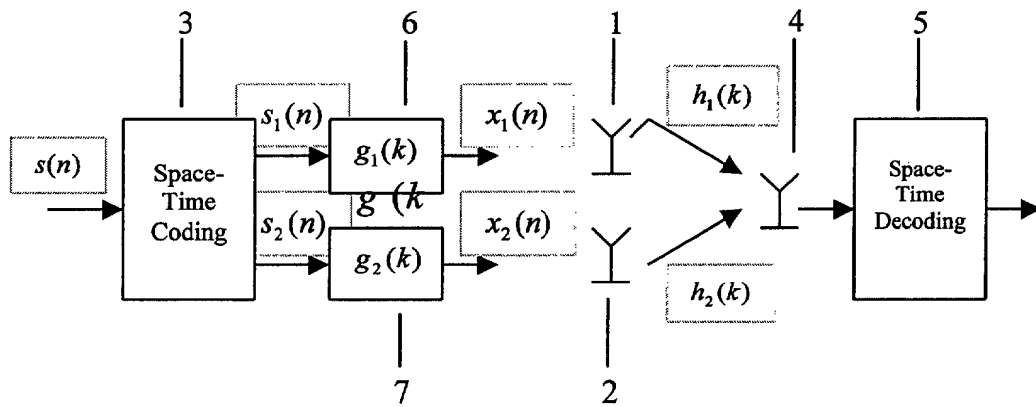 3
6
1
4
5
s(n)
Space-
Time
Coding
s₁(n)
g₁(k)
x₁(n)
h₁(k)
g (k
s₂(n)
g₂(k)
x₂(n)
h₂(k)
Space-
Time
Decoding
7
2